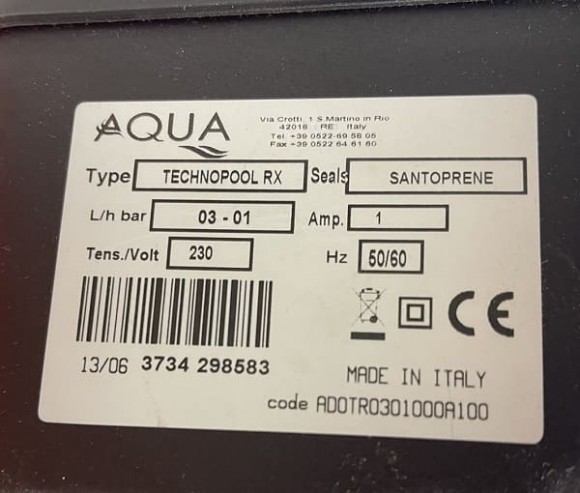 AQUA
Via Crotti, 1 S.Martino in Rio
42018 RE Italy
Tel. +39 0522 69 58 05
Fax +39 0522 64 61 60
Type TECHNOPOOL RX Seals SANTOPRENE
L/h bar 03 - 01 Amp. 1
Tens./Volt 230 Hz 50/60
CE
13/06 3734 298583
MADE IN ITALY
code AD0TR0301000A100